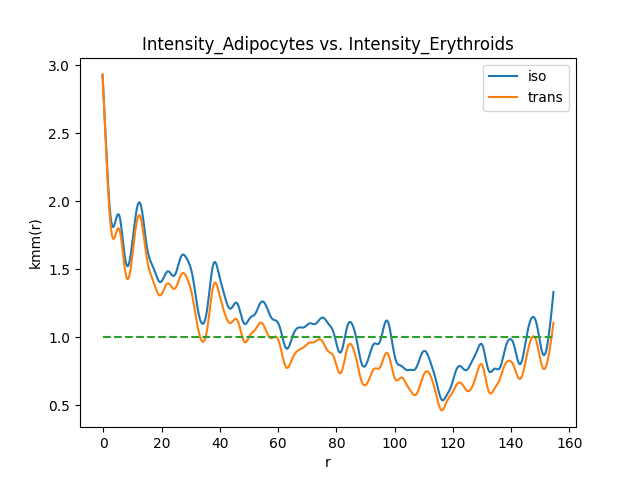 Intensity_Adipocytes vs. Intensity_Erythroids
iso
trans
kmm(r)
3.0
2.5
2.0
1.5
1.0
0.5
0 20 40 60 80 100 120 140 160
r